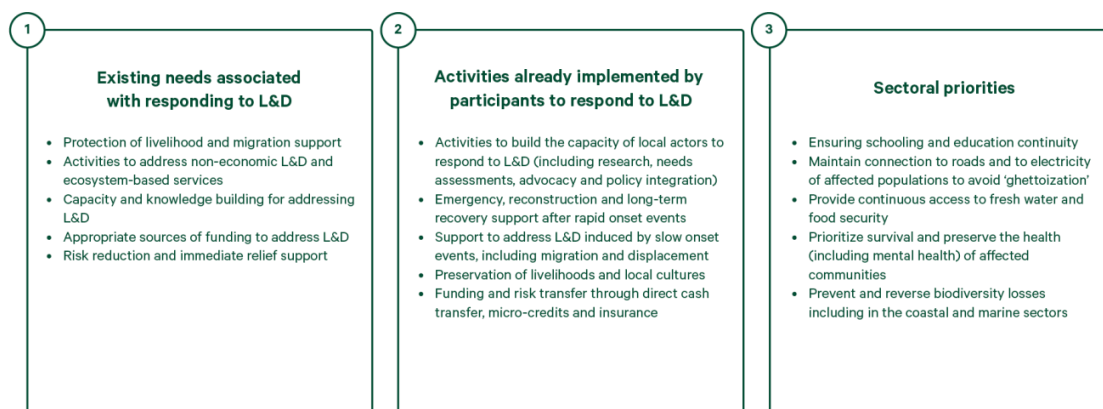 1
Existing needs associated
with responding to L&D
• Protection of livelihood and migration support
• Activities to address non-economic L&D and
ecosystem-based services
• Capacity and knowledge building for addressing
L&D
• Appropriate sources of funding to address L&D
• Risk reduction and immediate relief support
2
Activities already implemented by
participants to respond to L&D
• Activities to build the capacity of local actors to
respond to L&D (including research, needs
assessments, advocacy and policy integration)
• Emergency, reconstruction and long-term
recovery support after rapid onset events
• Support to address L&D induced by slow onset
events, including migration and displacement
• Preservation of livelihoods and local cultures
• Funding and risk transfer through direct cash
transfer, micro-credits and insurance
3
Sectoral priorities
• Ensuring schooling and education continuity
• Maintain connection to roads and to electricity
of affected populations to avoid ‘ghettoization’
• Provide continuous access to fresh water and
food security
• Prioritize survival and preserve the health
(including mental health) of affected
communities
• Prevent and reverse biodiversity losses
including in the coastal and marine sectors